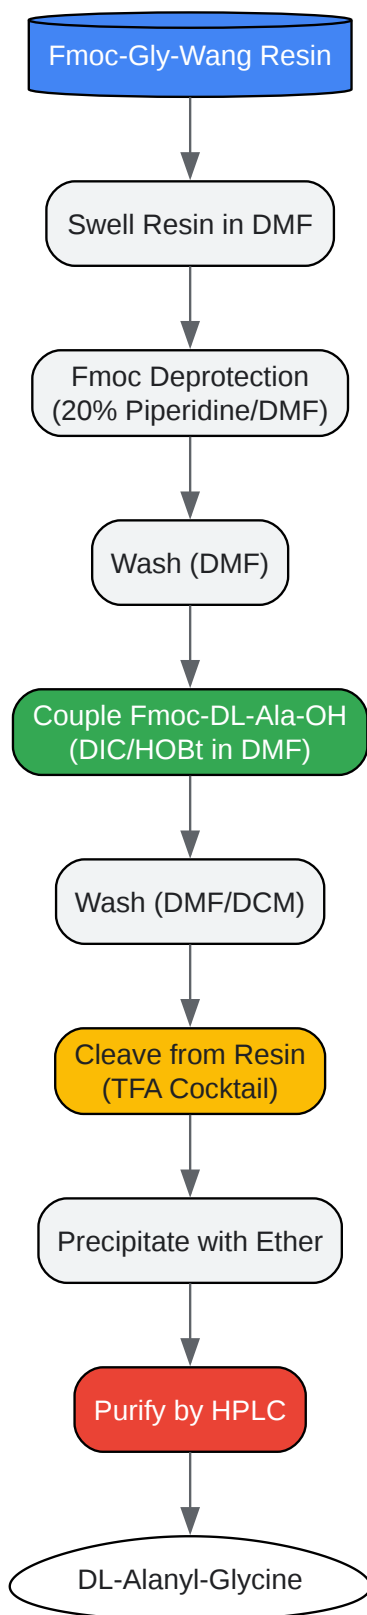 Fmoc-Gly-Wang Resin
Swell Resin in DMF
Fmoc Deprotection
(20% Piperidine/DMF)
Wash (DMF)
Couple Fmoc-DL-Ala-OH
(DIC/HOBt in DMF)
Wash (DMF/DCM)
Cleave from Resin
(TFA Cocktail)
Precipitate with Ether
Purify by HPLC
DL-Alanyl-Glycine